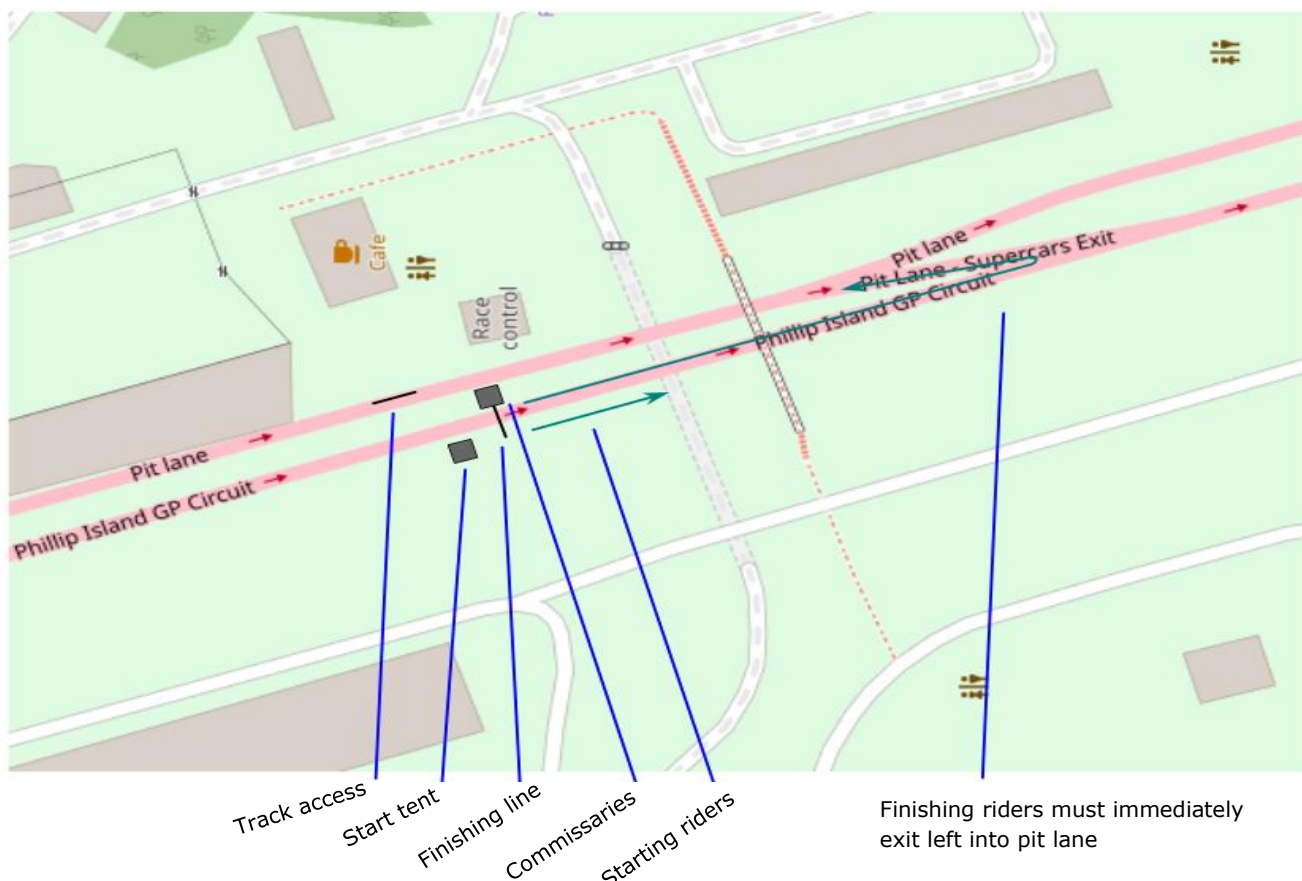 Cafe
Race
control
Pit lane
Pit Lane - Supercars Exit
Phillip Island GP Circuit
Pit lane
Phillip Island GP Circuit
Track access
Start tent
Finishing line
Commissaries
Starting riders
Finishing riders must immediately
exit left into pit lane